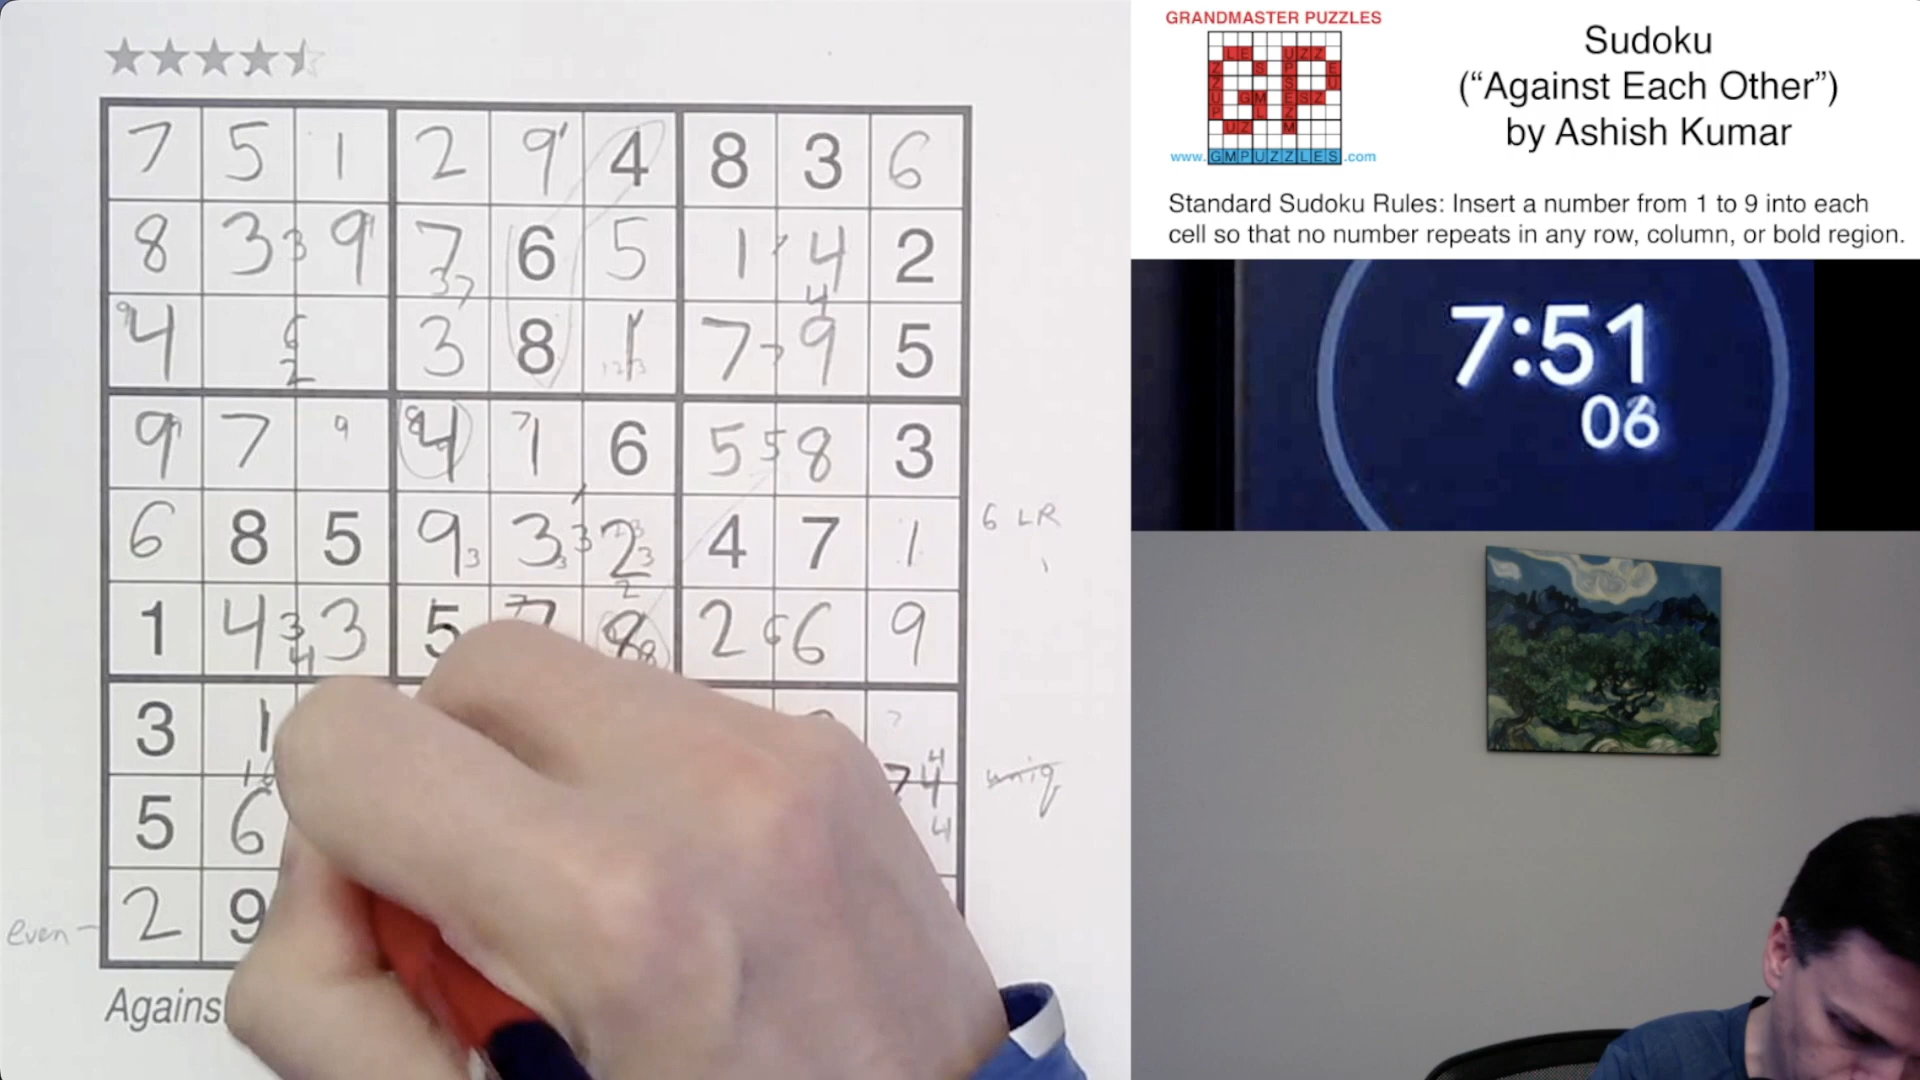 GRANDMASTER PUZZLES
www.GMPUZZLES.com
Sudoku
("Against Each Other")
by Ashish Kumar
Standard Sudoku Rules: Insert a number from 1 to 9 into each
cell so that no number repeats in any row, column, or bold region.
7:51
06
7 5 1 2 9 4 8 3 6
8 3 9 7 6 5 1 4 2
4 3 8 1 7 9 5
9 7 4 1 6 5 8 3
6 8 5 9 3 2 4 7 1
6 LR
1 4 3 5 7 8 2 6 9
3 1
uniq
5 6
2 9
even
Agains